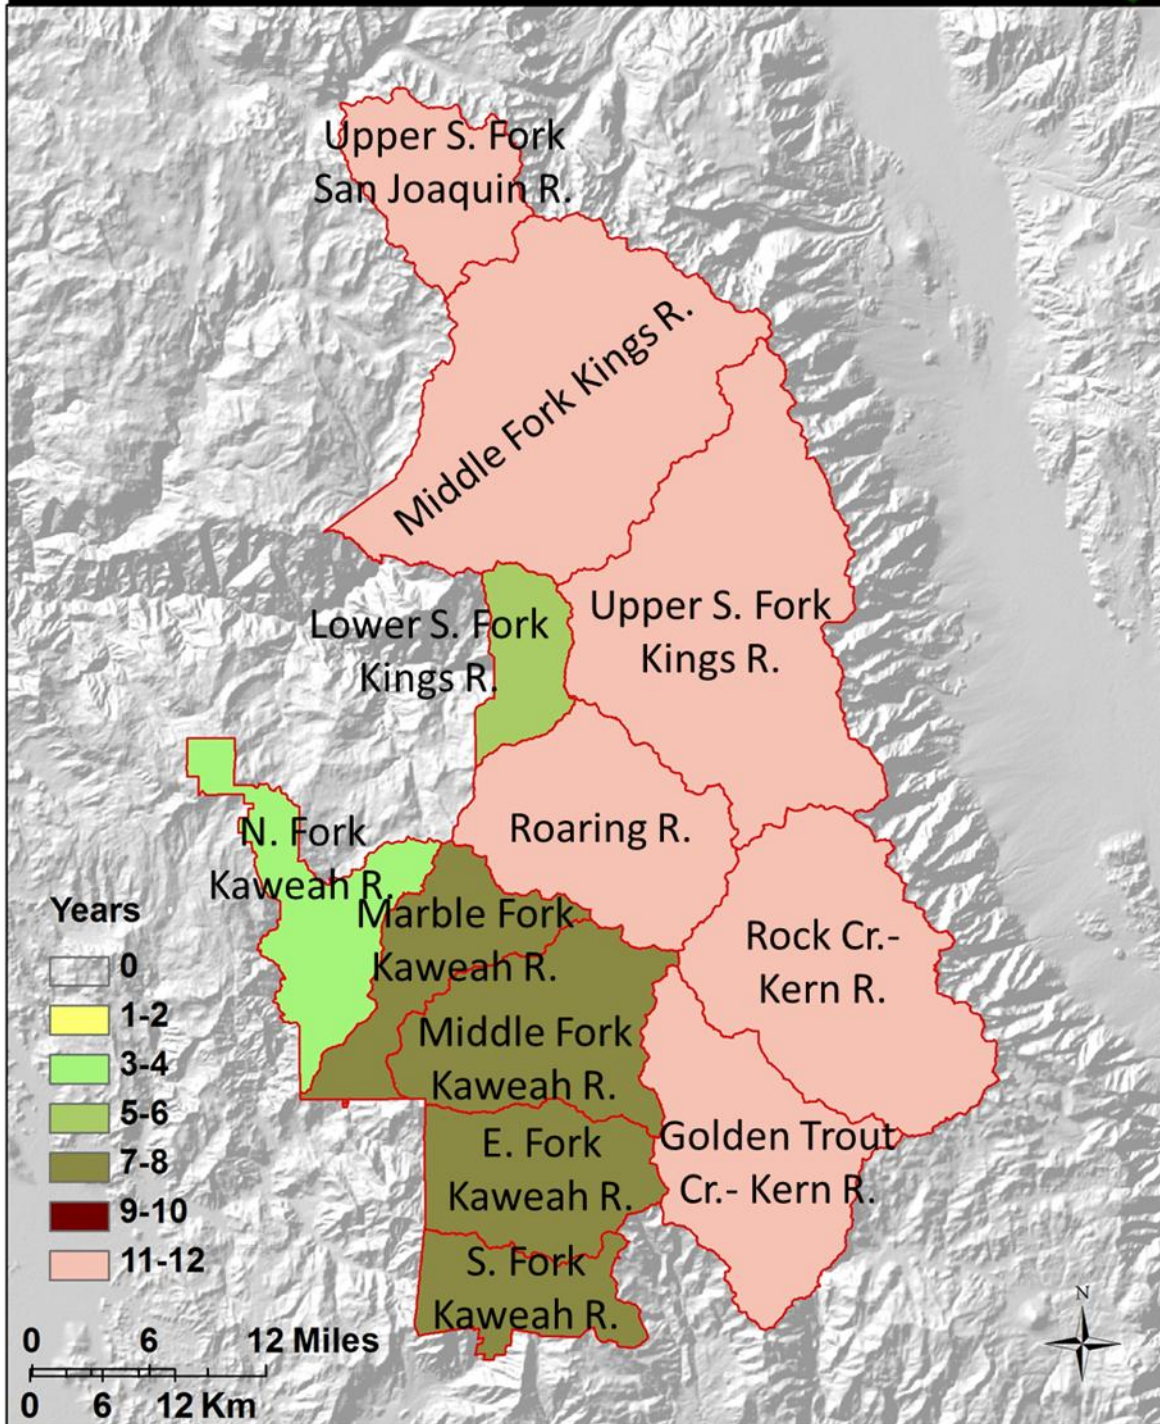 Upper S. Fork
San Joaquin R.
Middle Fork Kings R.
Lower S. Fork
Kings R.
Upper S. Fork
Kings R.
N. Fork
Kaweah R.
Roaring R.
Marble Fork
Kaweah R.
Rock Cr.-
Kern R.
Middle Fork
Kaweah R.
E. Fork
Kaweah R.
Golden Trout
Cr.- Kern R.
S. Fork
Kaweah R.
Years
0
1-2
3-4
5-6
7-8
9-10
11-12
0 6 12 Miles
0 6 12 Km
N